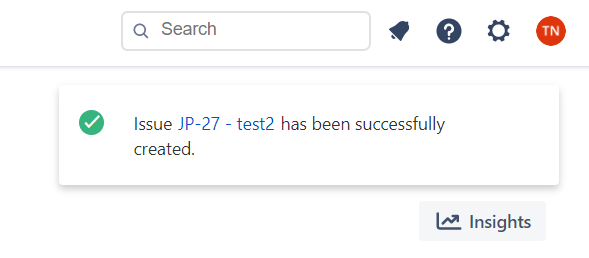 Search
TN
Issue JP-27 - test2 has been successfully
created.
Insights